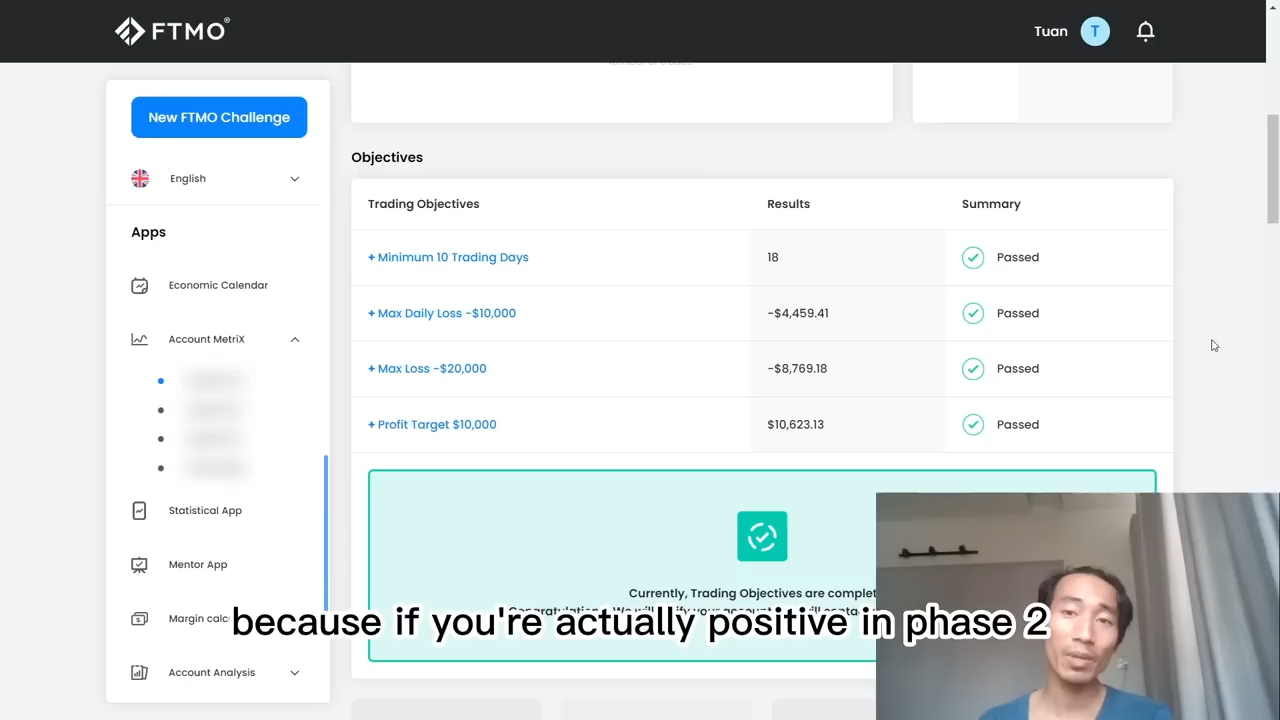 FTMO®
Tuan
T
New FTMO Challenge
English
Apps
Economic Calendar
Account MetriX
Statistical App
Mentor App
Margin calc
Account Analysis
Objectives
Trading Objectives Results Summary
+ Minimum 10 Trading Days 18 Passed
+ Max Daily Loss -$10,000 -$4,459.41 Passed
+ Max Loss -$20,000 -$8,769.18 Passed
+ Profit Target $10,000 $10,623.13 Passed
Currently, Trading Objectives are complet
because if you're actually positive in phase 2